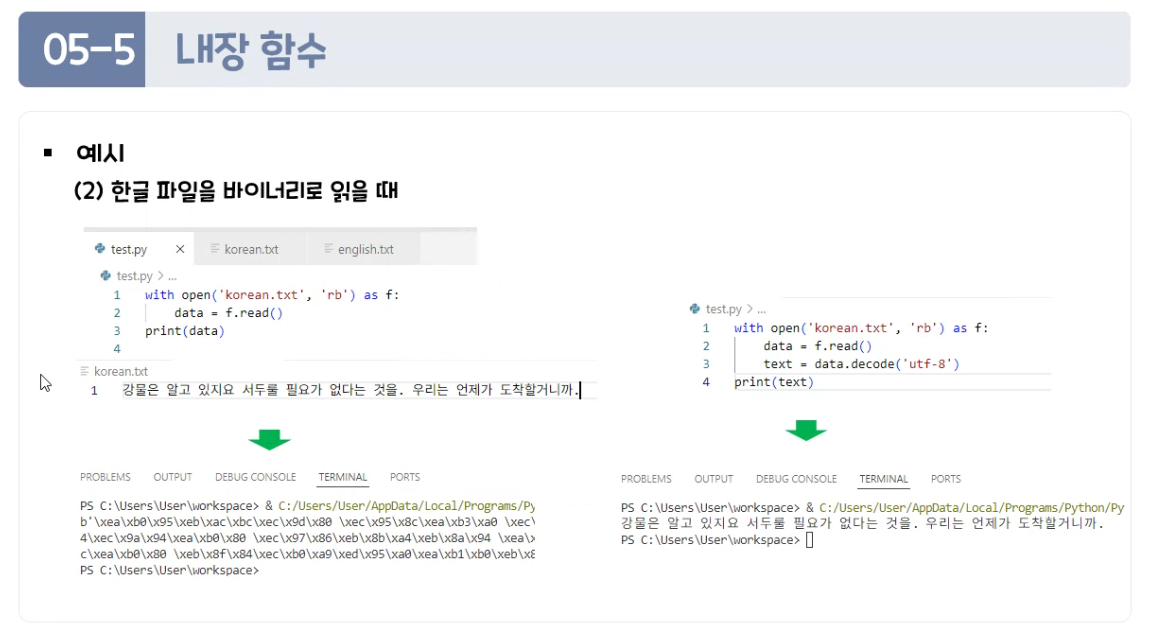 05-5 내장 함수
예시
(2) 한글 파일을 바이너리로 읽을 때
test.py × korean.txt english.txt
test.py > ...
1 with open('korean.txt', 'rb') as f:
2 data = f.read()
3 print(data)
4
korean.txt
1 강물은 알고 있지요 서두룰 필요가 없다는 것을. 우리는 언제가 도착할거니까.
PROBLEMS OUTPUT DEBUG CONSOLE TERMINAL PORTS
PS C:\Users\User\workspace> & C:/Users/User/AppData/Local/Programs/Py
b'\xea\xb0\x95\xeb\xac\xbc\xec\x9d\x80 \xec\x95\x8c\xea\xb3\xa0 \xec\
4\xec\x9a\x94\xea\xb0\x80 \xec\x97\x86\xeb\x8b\xa4\xeb\x8a\x94 \xea\x
c\xea\xb0\x80 \xeb\x8f\x84\xec\xb0\xa9\xed\x95\xa0\xea\xb1\xb0\xeb\x8
PS C:\Users\User\workspace>
test.py > ...
1 with open('korean.txt', 'rb') as f:
2 data = f.read()
3 text = data.decode('utf-8')
4 print(text)
PROBLEMS OUTPUT DEBUG CONSOLE TERMINAL PORTS
PS C:\Users\User\workspace> & C:/Users/User/AppData/Local/Programs/Python/Py
강물은 알고 있지요 서두룰 필요가 없다는 것을. 우리는 언제가 도착할거니까.
PS C:\Users\User\workspace>